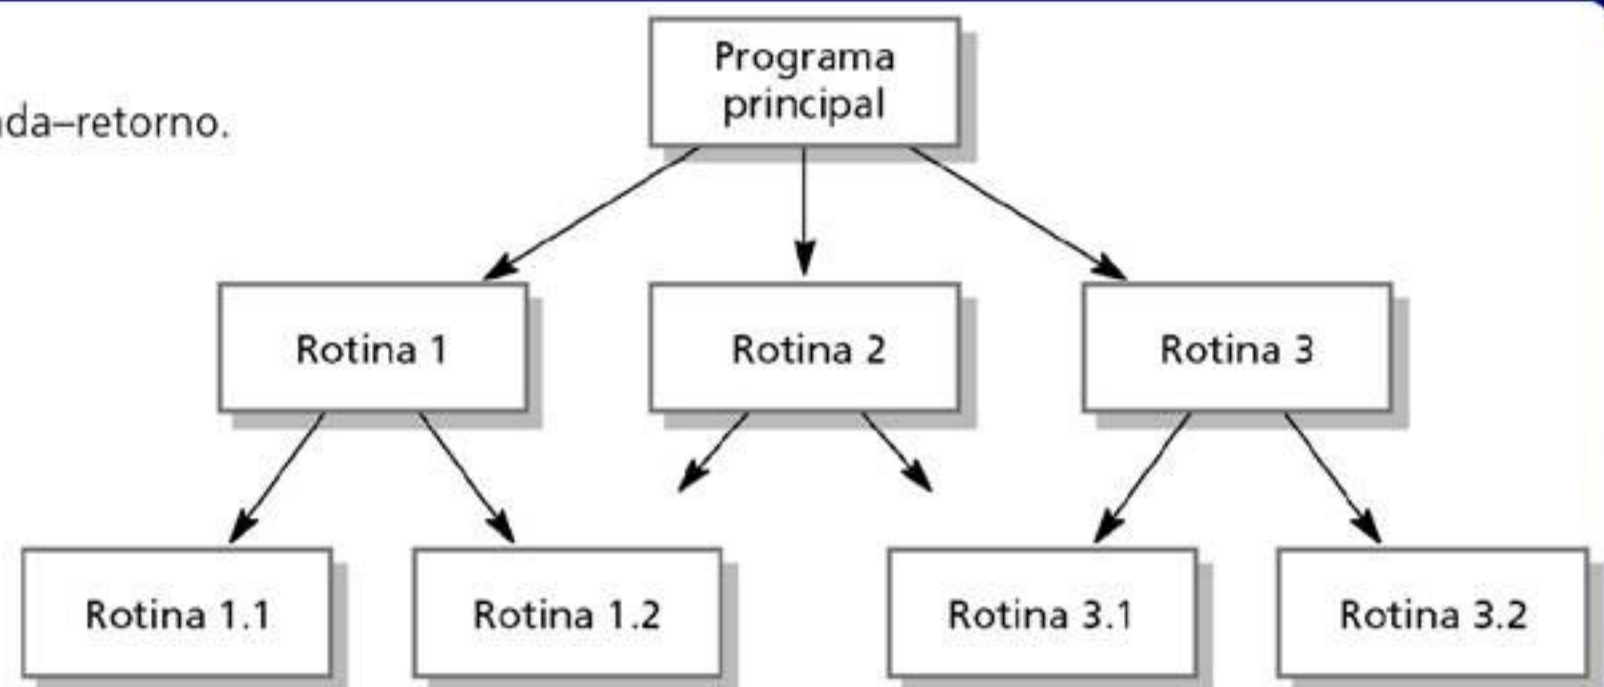 Programa
principal
retorno.
Rotina 1
Rotina 2
Rotina 3
Rotina 1.1
Rotina 1.2
Rotina 3.1
Rotina 3.2